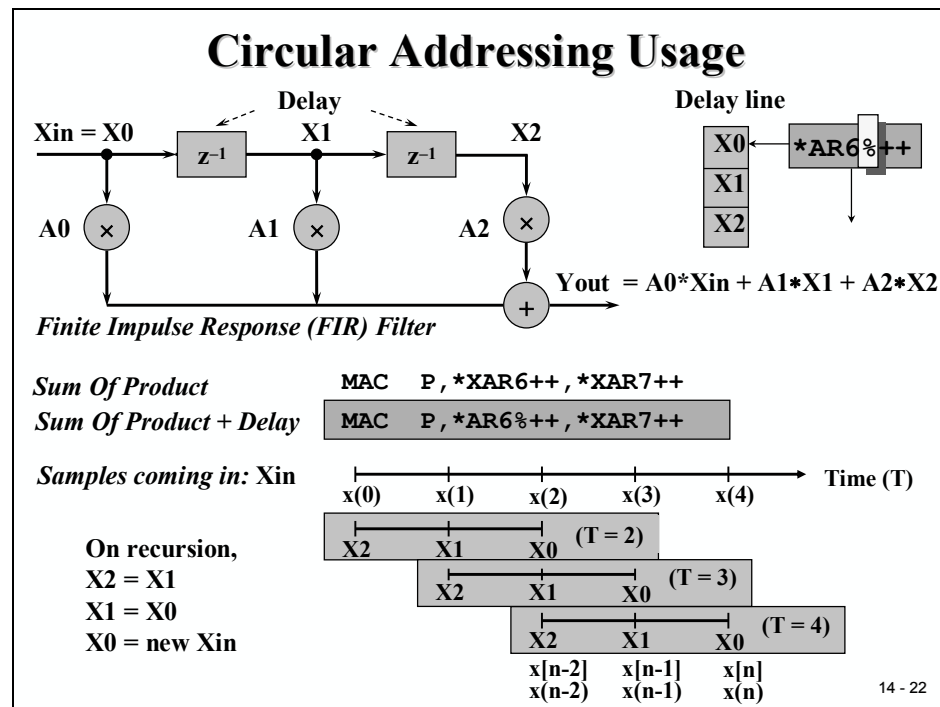 Circular Addressing Usage
Delay
Delay line
Xin = X0
z–1
X1
z–1
X2
X0
*AR6%++
X1
X2
A0
×
A1
×
A2
×
+
Yout = A0*Xin + A1*X1 + A2*X2
Finite Impulse Response (FIR) Filter
Sum Of Product
MAC P,*XAR6++,*XAR7++
Sum Of Product + Delay
MAC P,*AR6%++,*XAR7++
Samples coming in: Xin
Time (T)
x(0) x(1) x(2) x(3) x(4)
X2 X1 X0 (T = 2)
X2 X1 X0 (T = 3)
X2 X1 X0 (T = 4)
On recursion,
X2 = X1
X1 = X0
X0 = new Xin
x[n-2] x[n-1] x[n]
x(n-2) x(n-1) x(n)
14 - 22